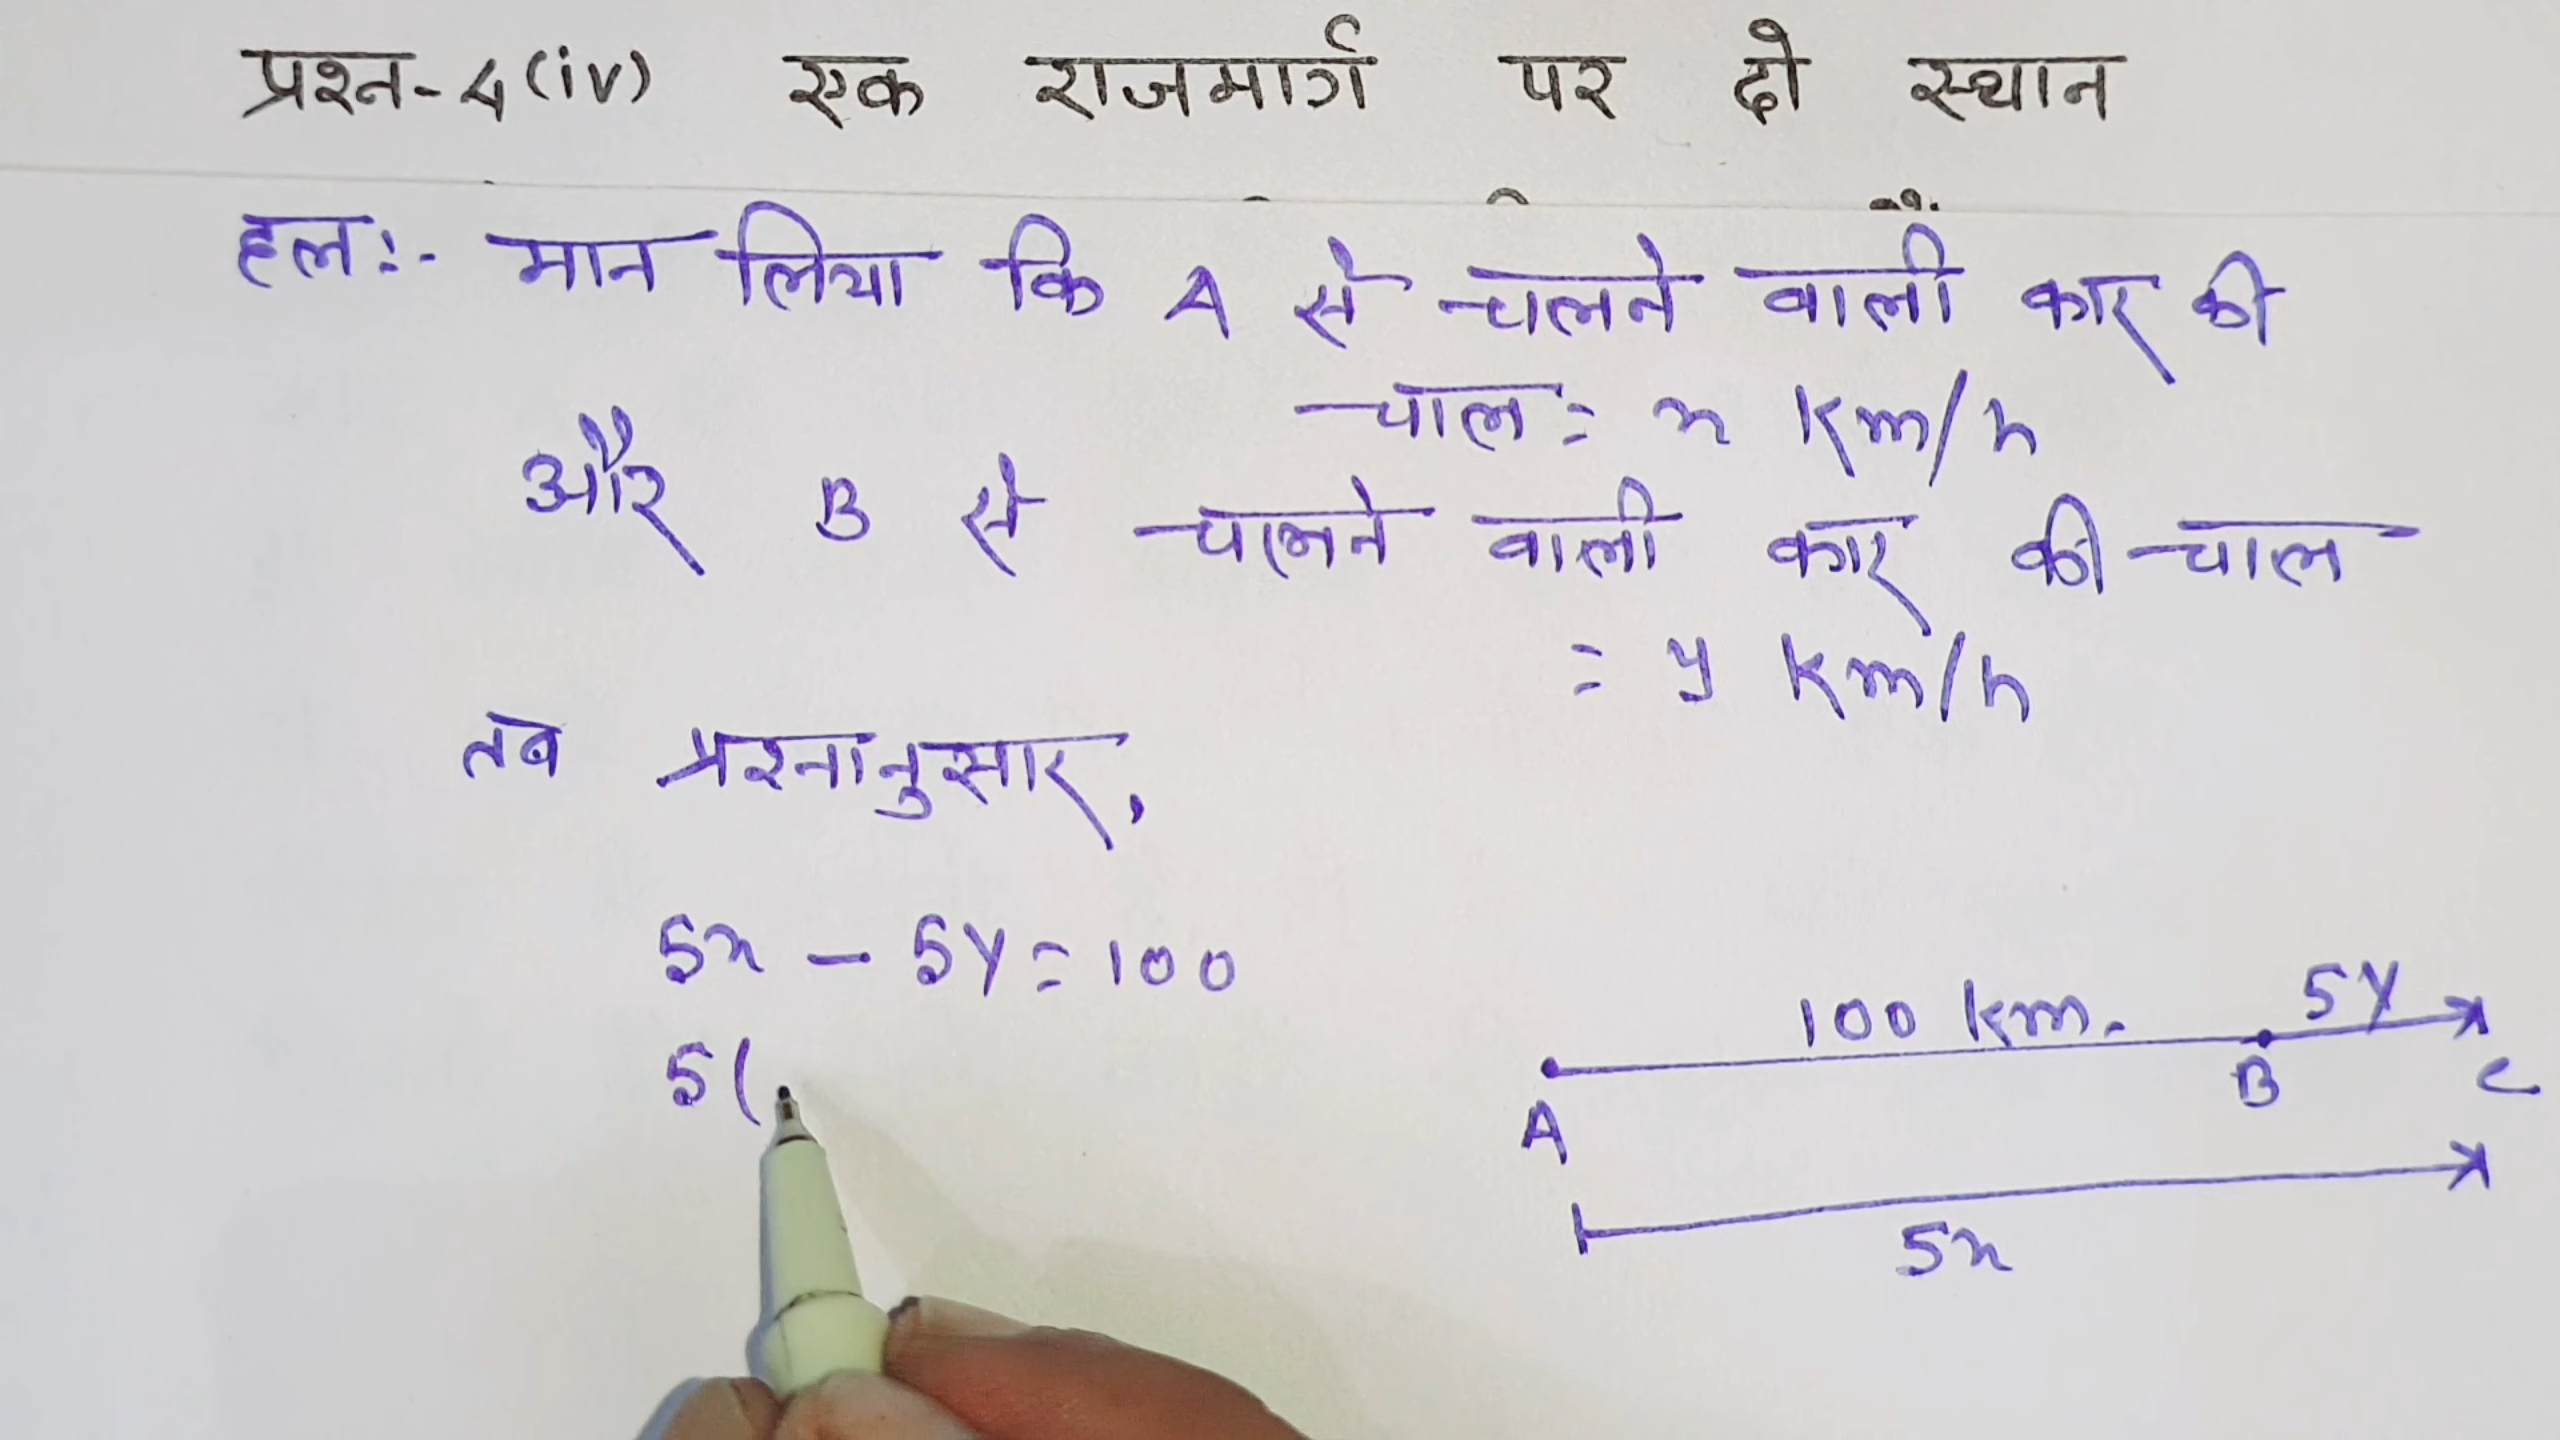 प्रश्न-4(iv) एक राजमार्ग पर दो स्थान
हल:- मान लिया कि A से चलने वाली कार की
चाल = x km/h
और B से चलने वाली कार की चाल
= y km/h
तब प्रश्नानुसार,
5x - 5y = 100
5(
100 km. 5y
A B C
5x